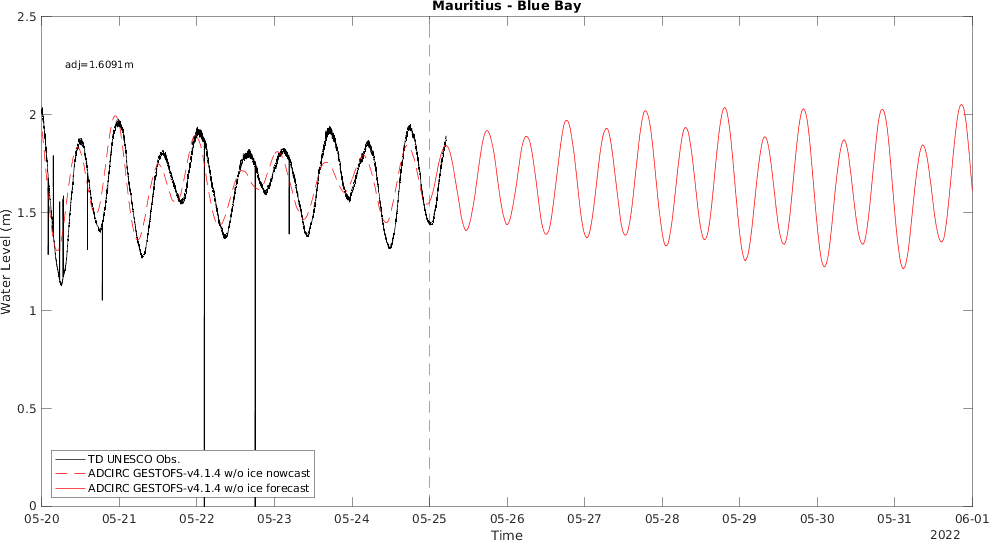 Mauritius - Blue Bay
adj=1.6091m
2.5
2
1.5
1
0.5
0
Water Level (m)
TD UNESCO Obs.
ADCIRC GESTOFS-v4.1.4 w/o ice nowcast
ADCIRC GESTOFS-v4.1.4 w/o ice forecast
05-20 05-21 05-22 05-23 05-24 05-25 05-26 05-27 05-28 05-29 05-30 05-31 06-01
Time
2022